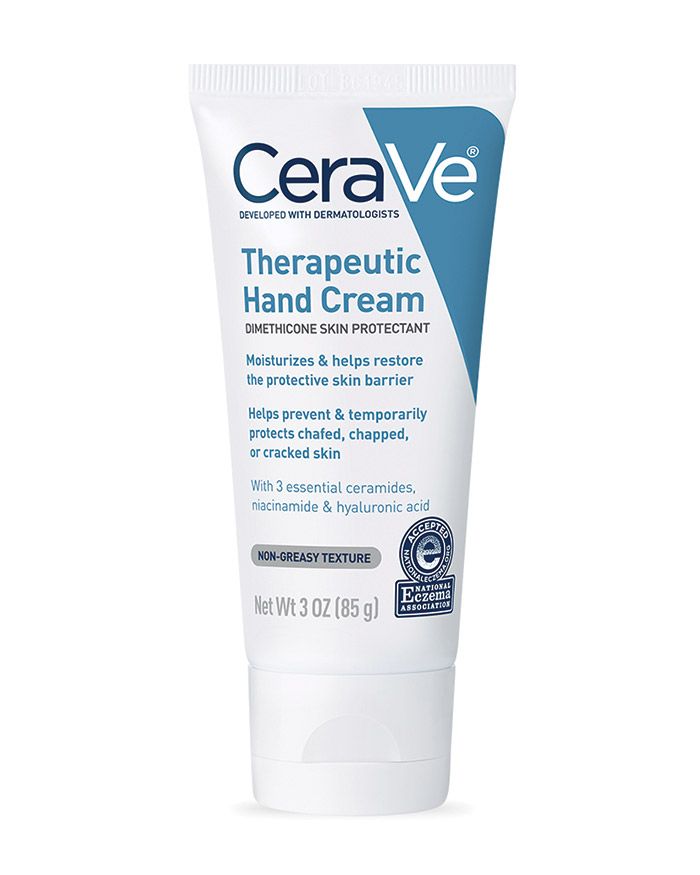 CeraVe®
DEVELOPED WITH DERMATOLOGISTS
Therapeutic
Hand Cream
DIMETHICONE SKIN PROTECTANT
Moisturizes & helps restore
the protective skin barrier
Helps prevent & temporarily
protects chafed, chapped,
or cracked skin
With 3 essential ceramides,
niacinamide & hyaluronic acid
NON-GREASY TEXTURE
Net Wt 3 OZ (85 g)
ACCEPTED
NATIONALECZEMA.ORG
e
NATIONAL
Eczema
ASSOCIATION